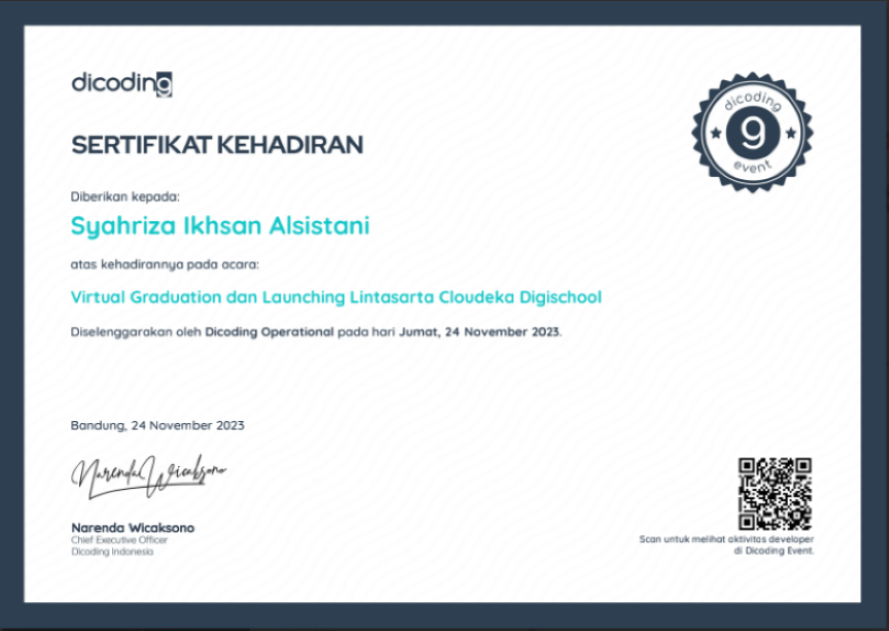 dicoding
SERTIFIKAT KEHADIRAN
dicoding
9
event
Diberikan kepada:
Syahriza Ikhsan Alsistani
atas kehadirannya pada acara:
Virtual Graduation dan Launching Lintasarta Cloudeka Digischool
Diselenggarakan oleh Dicoding Operational pada hari Jumat, 24 November 2023.
Bandung, 24 November 2023
Narenda Wicaksono
Narenda Wicaksono
Chief Executive Officer
Dicoding Indonesia
Scan untuk melihat aktivitas developer
di Dicoding Event.